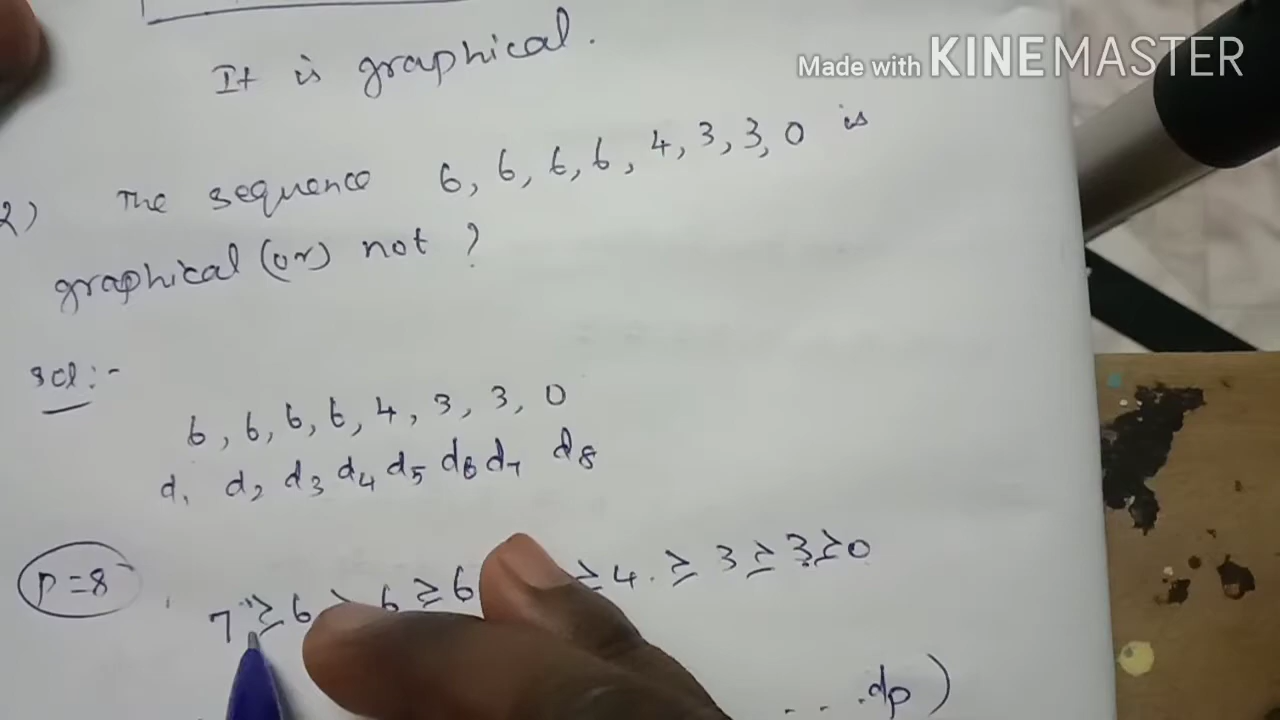 It is graphical.
Made with KINEMASTER
2) The sequence 6, 6, 6, 6, 4, 3, 3, 0 is
graphical (or) not ?
Sol :-
6, 6, 6, 6, 4, 3, 3, 0
d1 d2 d3 d4 d5 d6 d7 d8
P=8
7 ≥ 6 6 ≥ 6 ≥ 4 . ≥ 3 ≥ 3 ≥ 0
. . . dp )